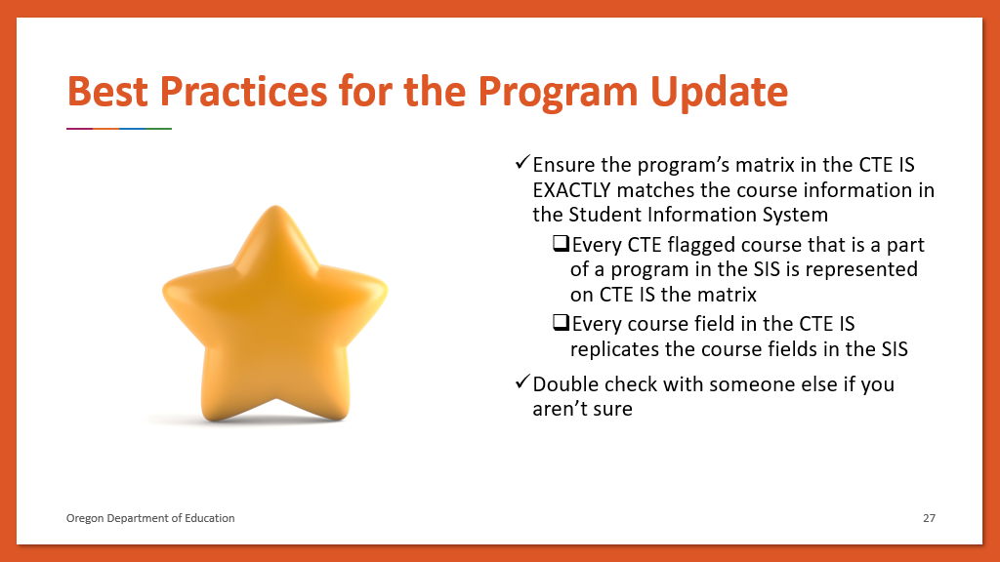 Best Practices for the Program Update
✓Ensure the program’s matrix in the CTE IS
EXACTLY matches the course information in
the Student Information System
❑Every CTE flagged course that is a part
of a program in the SIS is represented
on CTE IS the matrix
❑Every course field in the CTE IS
replicates the course fields in the SIS
✓Double check with someone else if you
aren’t sure
Oregon Department of Education
27